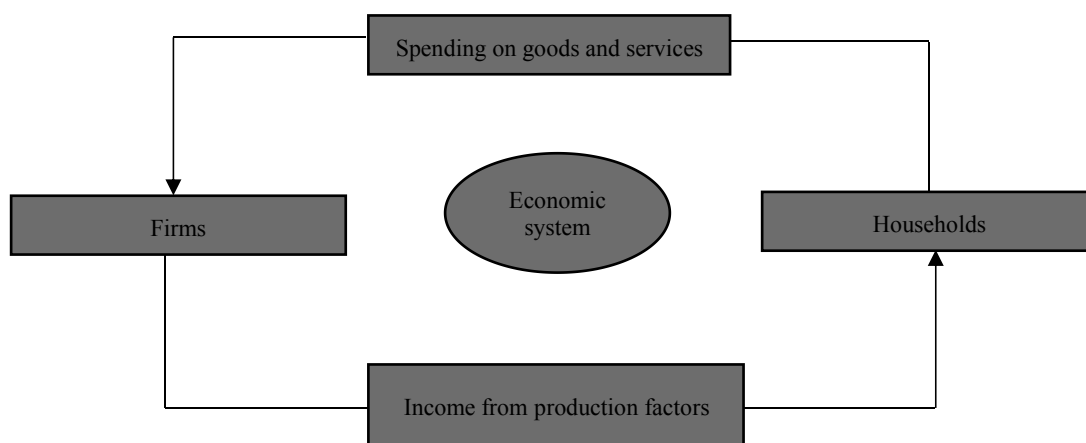 Spending on goods and services
Economic
system
Firms
Households
Income from production factors